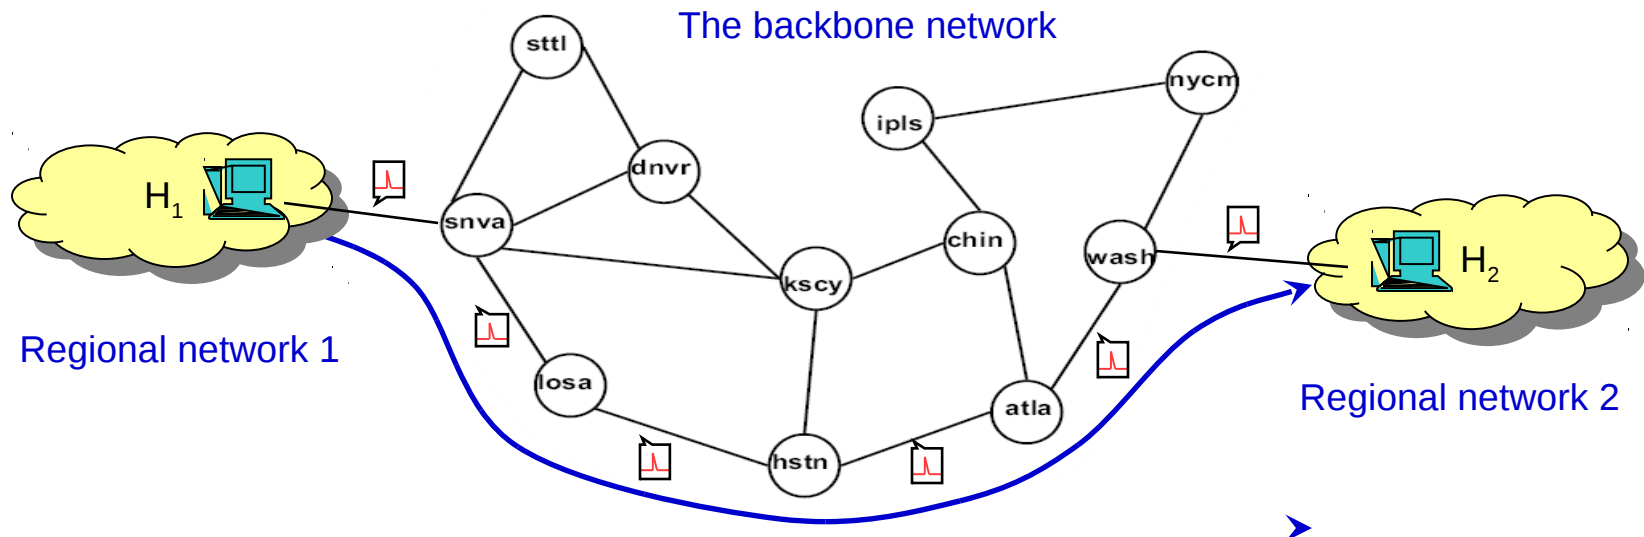 The backbone network
sttl
nycm
ipls
dnvr
H1
snva
chin
wash
H2
kscy
Regional network 1
losa
atla
Regional network 2
hstn